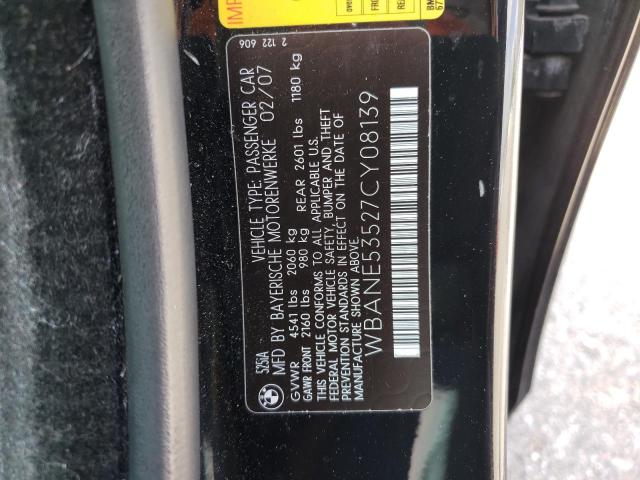 525iA VEHICLE TYPE: PASSENGER CAR 2 122 606
MFD BY BAYERISCHE MOTORENWERKE 02/07
GVWR 4541 lbs 2060 kg
GAWR FRONT 2160 lbs 980 kg REAR 2601 lbs 1180 kg
THIS VEHICLE CONFORMS TO ALL APPLICABLE U.S.
FEDERAL MOTOR VEHICLE SAFETY, BUMPER AND THEFT
PREVENTION STANDARDS IN EFFECT ON THE DATE OF
MANUFACTURE SHOWN ABOVE.
WBANE53527CY08139